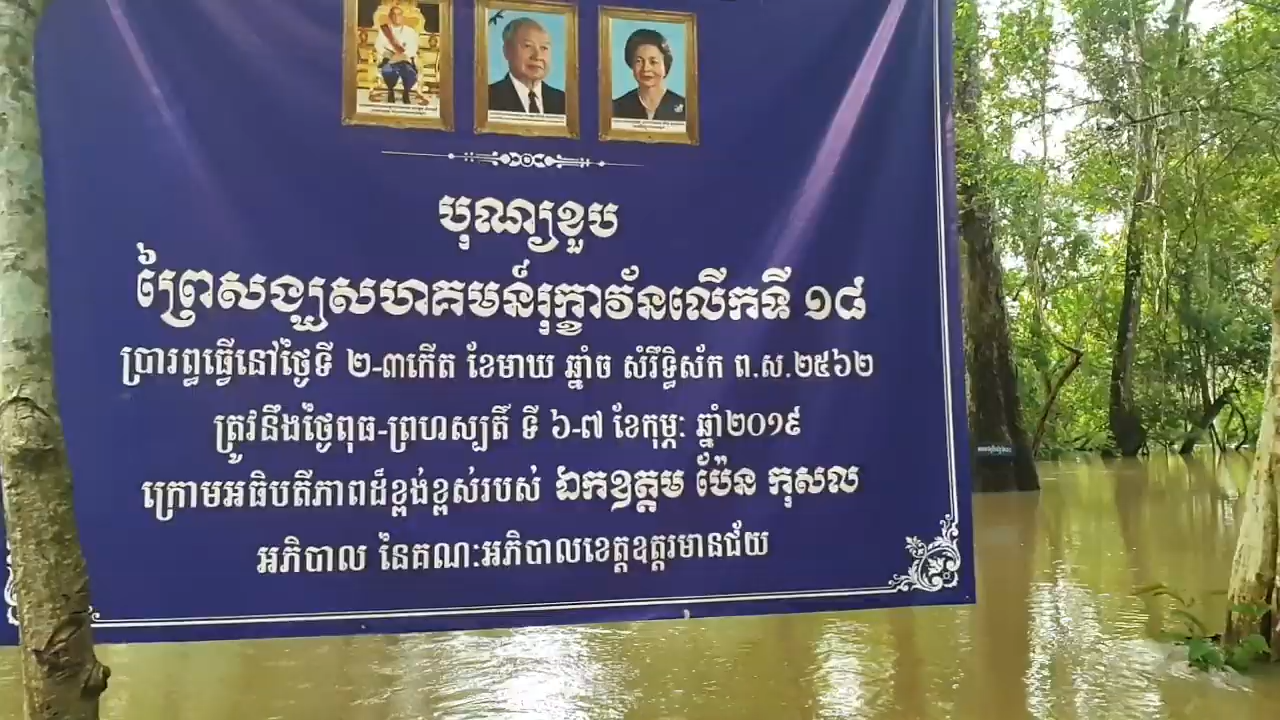 បុណ្យខួប
ព្រៃសង្ឃសហគមន៍រុក្ខាវ័នលើកទី ១៨
ប្រារព្ធធ្វើនៅថ្ងៃទី ២-៣កើត ខែមាឃ ឆ្នាំច សំរឹទ្ធិស័ក ព.ស.២៥៦២
ត្រូវនឹងថ្ងៃពុធ-ព្រហស្បតិ៍ ទី ៦-៧ ខែកុម្ភៈ ឆ្នាំ២០១៩
ក្រោមអធិបតីភាពដ៏ខ្ពង់ខ្ពស់របស់ ឯកឧត្តម ប៉ែន កុសល្យ
អភិបាល នៃគណៈអភិបាលខេត្តឧត្តរមានជ័យ